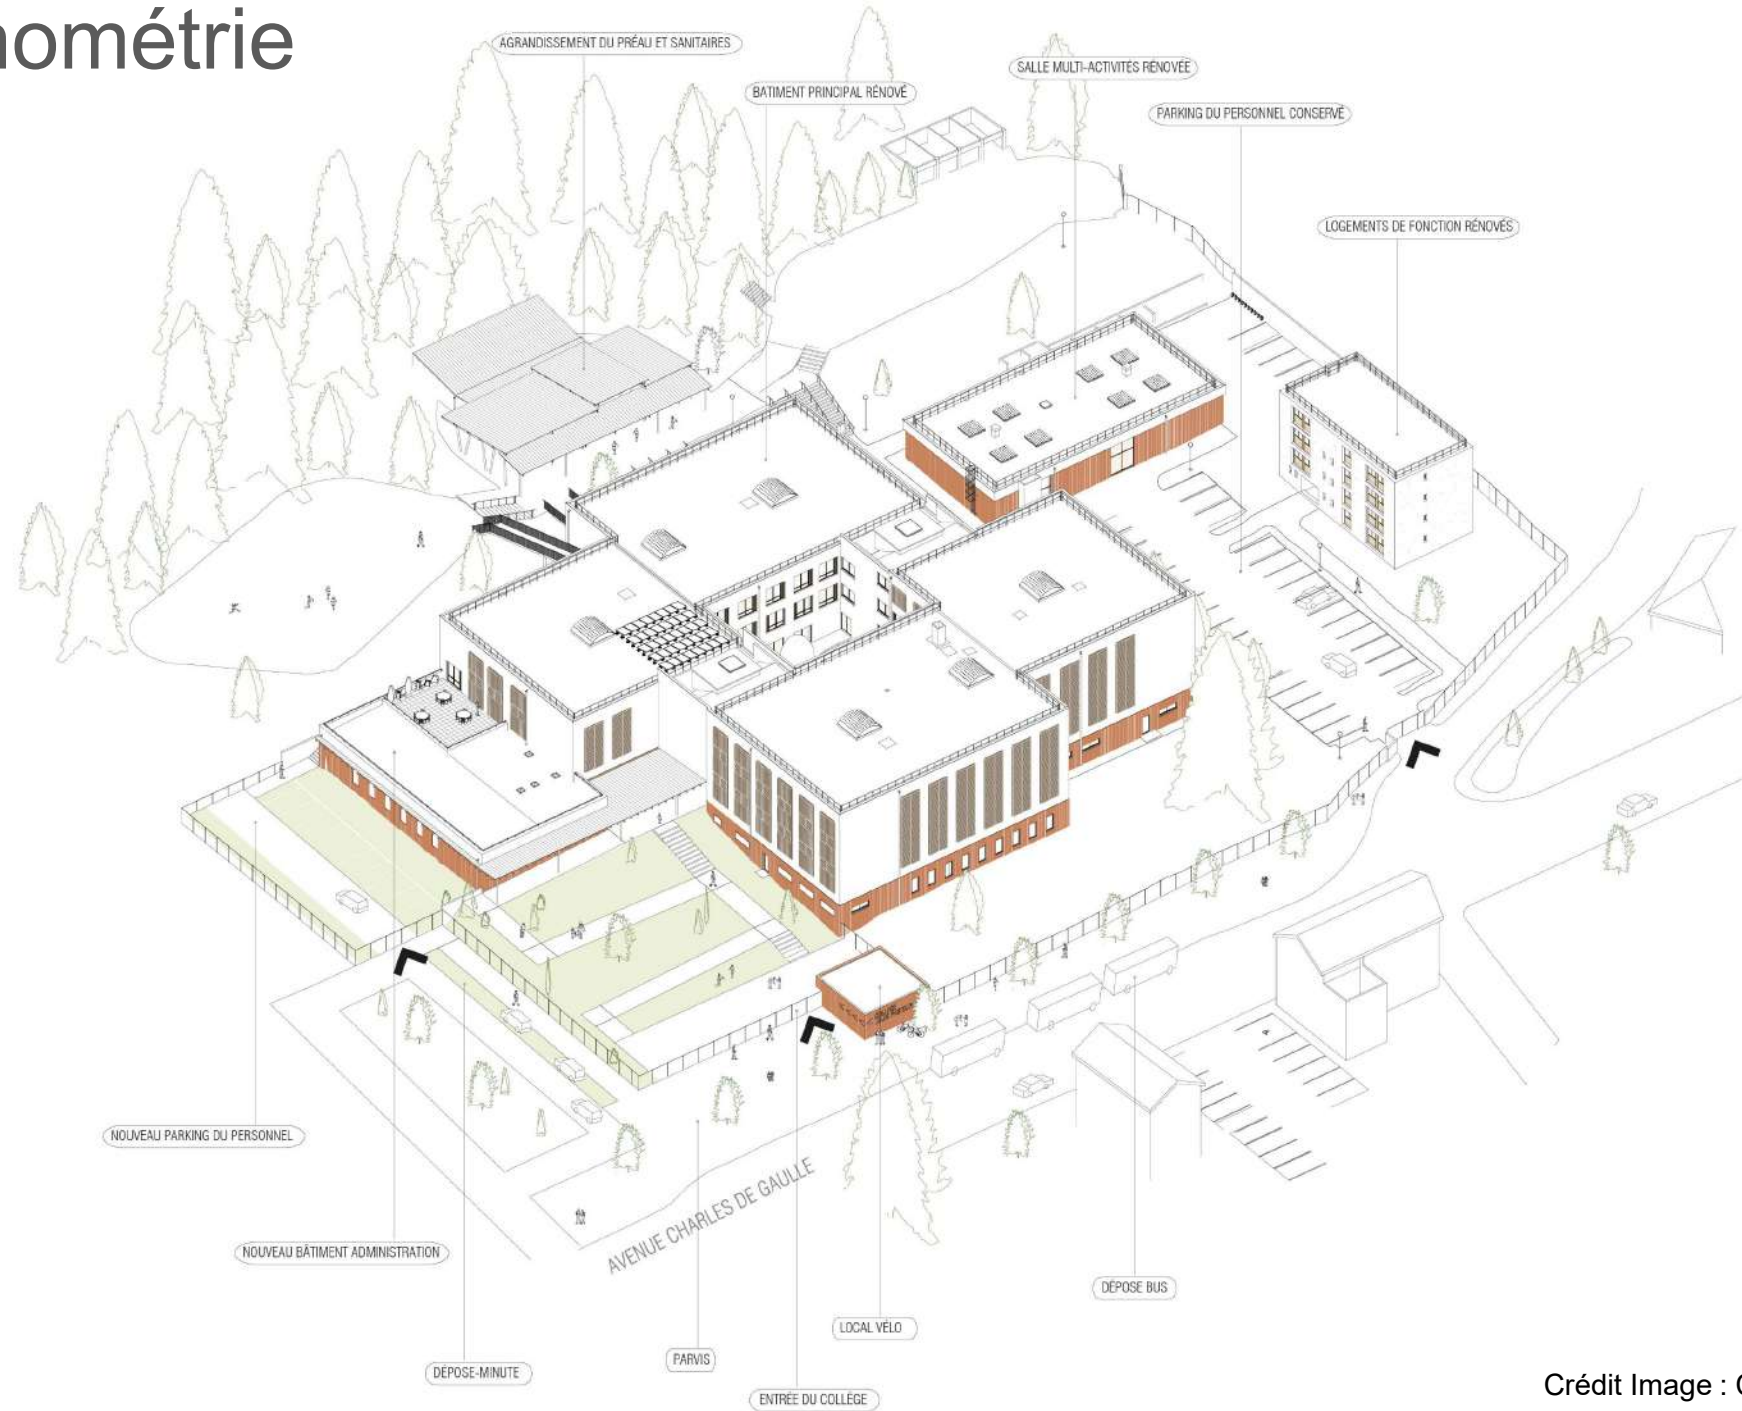 nométrie
AGRANDISSEMENT DU PRÉAU ET SANITAIRES
SALLE MULTI-ACTIVITÉS RÉNOVÉE
BATIMENT PRINCIPAL RÉNOVÉ
PARKING DU PERSONNEL CONSERVÉ
LOGEMENTS DE FONCTION RÉNOVÉS
NOUVEAU PARKING DU PERSONNEL
AVENUE CHARLES DE GAULLE
NOUVEAU BÂTIMENT ADMINISTRATION
DÉPOSE BUS
LOCAL VÉLO
PARVIS
DÉPOSE-MINUTE
ENTRÉE DU COLLÈGE
Crédit Image :